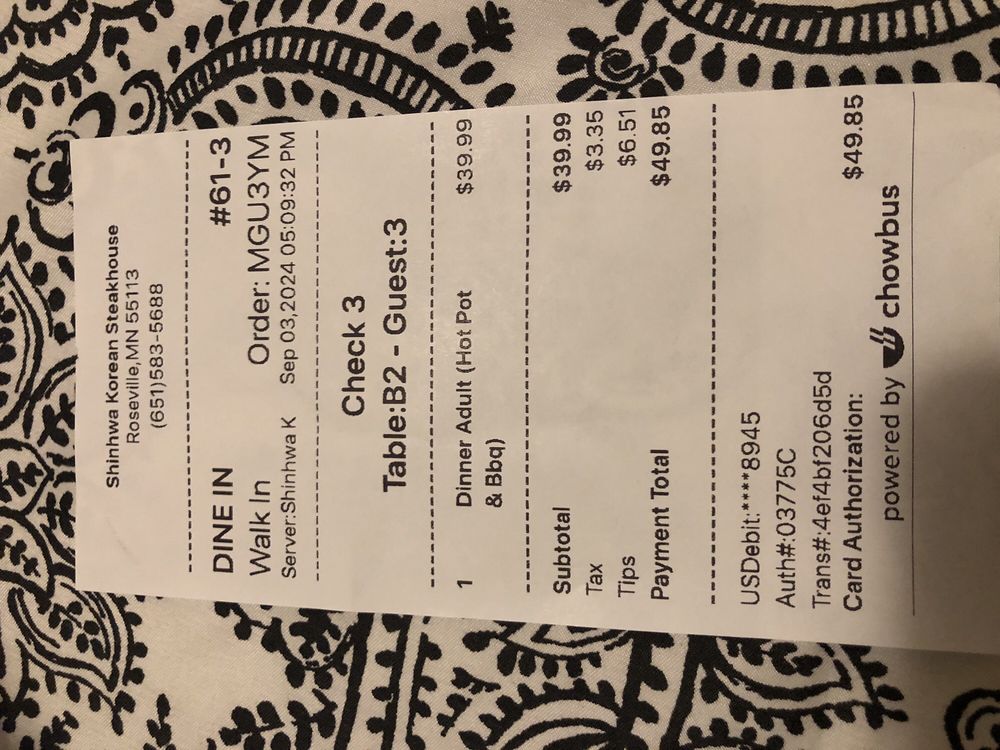 Shinhwa Korean Steakhouse
Roseville,MN 55113
(651)583-5688
DINE IN #61-3
Walk In Order: MGU3YM
Server:Shinhwa K Sep 03,2024 05:09:32 PM
Check 3
Table:B2 - Guest:3
1 Dinner Adult (Hot Pot $39.99
& Bbq)
Subtotal $39.99
Tax $3.35
Tips $6.51
Payment Total $49.85
USDebit:****8945
Auth#:03775C
Trans#:4ef4bf206d5d
Card Authorization: $49.85
powered by chowbus